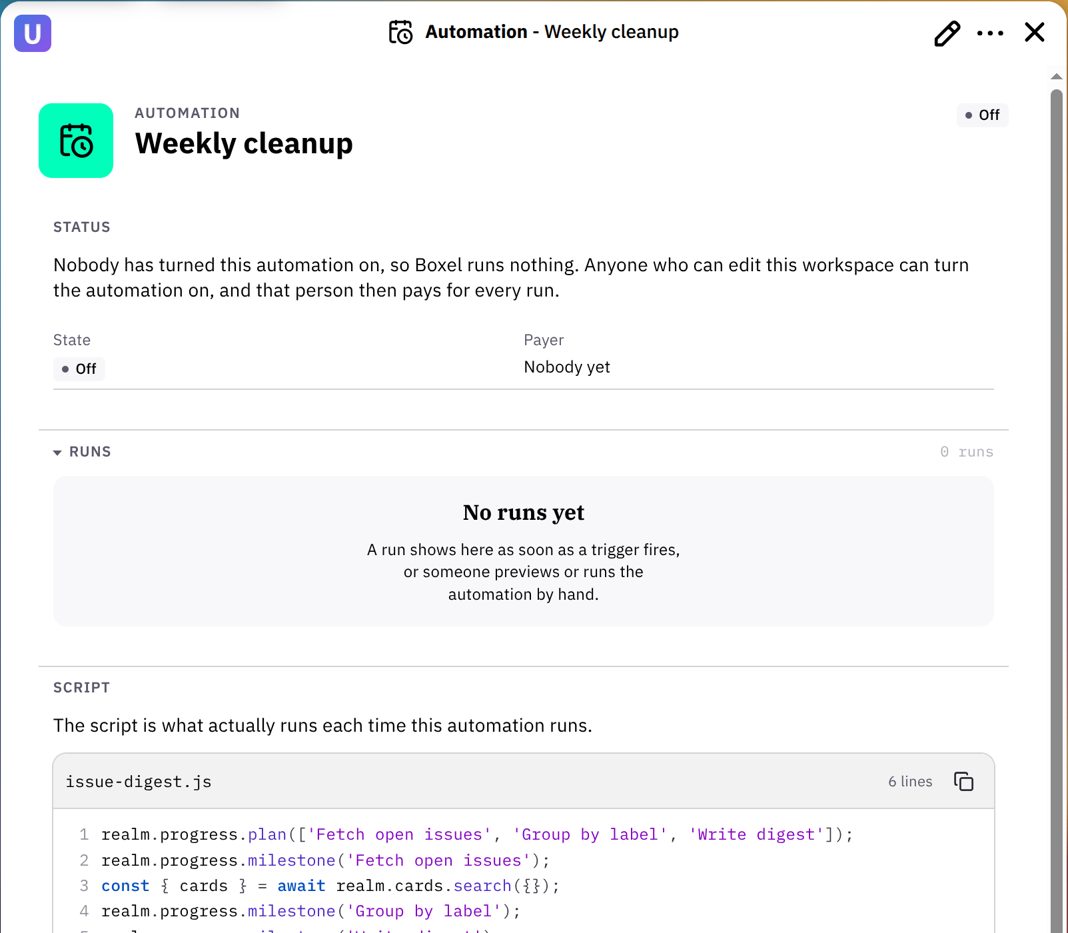 U
Automation - Weekly cleanup
AUTOMATION
Weekly cleanup
Off
STATUS
Nobody has turned this automation on, so Boxel runs nothing. Anyone who can edit this workspace can turn
the automation on, and that person then pays for every run.
State
Payer
Off
Nobody yet
RUNS
0 runs
No runs yet
A run shows here as soon as a trigger fires,
or someone previews or runs the
automation by hand.
SCRIPT
The script is what actually runs each time this automation runs.
issue-digest.js
6 lines
1 realm.progress.plan(['Fetch open issues', 'Group by label', 'Write digest']);
2 realm.progress.milestone('Fetch open issues');
3 const { cards } = await realm.cards.search({});
4 realm.progress.milestone('Group by label');